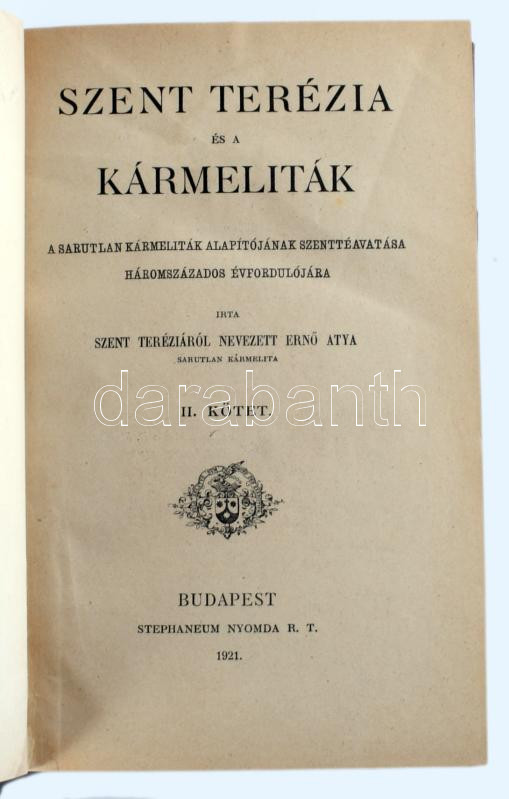 SZENT TERÉZIA
ÉS A
KÁRMELITÁK
A SARUTLAN KÁRMELITÁK ALAPÍTÓJÁNAK SZENTTÉAVATÁSA
HÁROMSZÁZADOS ÉVFORDULÓJÁRA
IRTA
SZENT TERÉZIÁRÓL NEVEZETT ERNŐ ATYA
SARUTLAN KÁRMELITA
darabanth
II. KÖTET.
BUDAPEST
STEPHANEUM NYOMDA R. T.
1921.